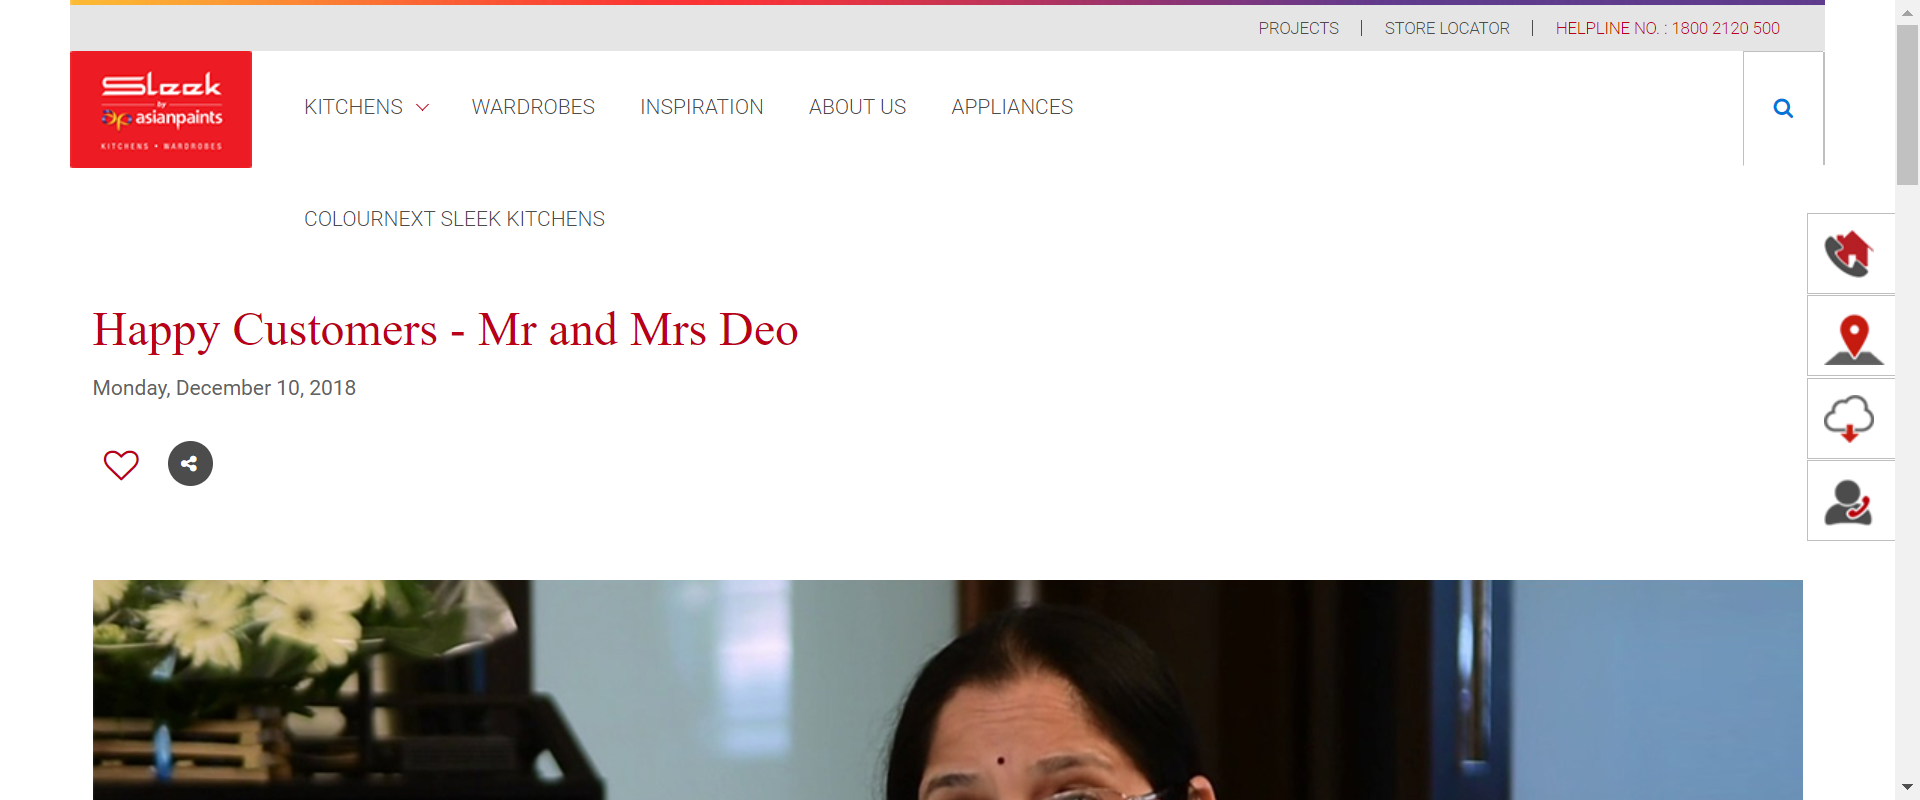 PROJECTS | STORE LOCATOR | HELPLINE NO. : 1800 2120 500
Sleek
by
asianpaints
KITCHENS • WARDROBES
KITCHENS WARDROBES INSPIRATION ABOUT US APPLIANCES
COLOURNEXT SLEEK KITCHENS
Happy Customers - Mr and Mrs Deo
Monday, December 10, 2018